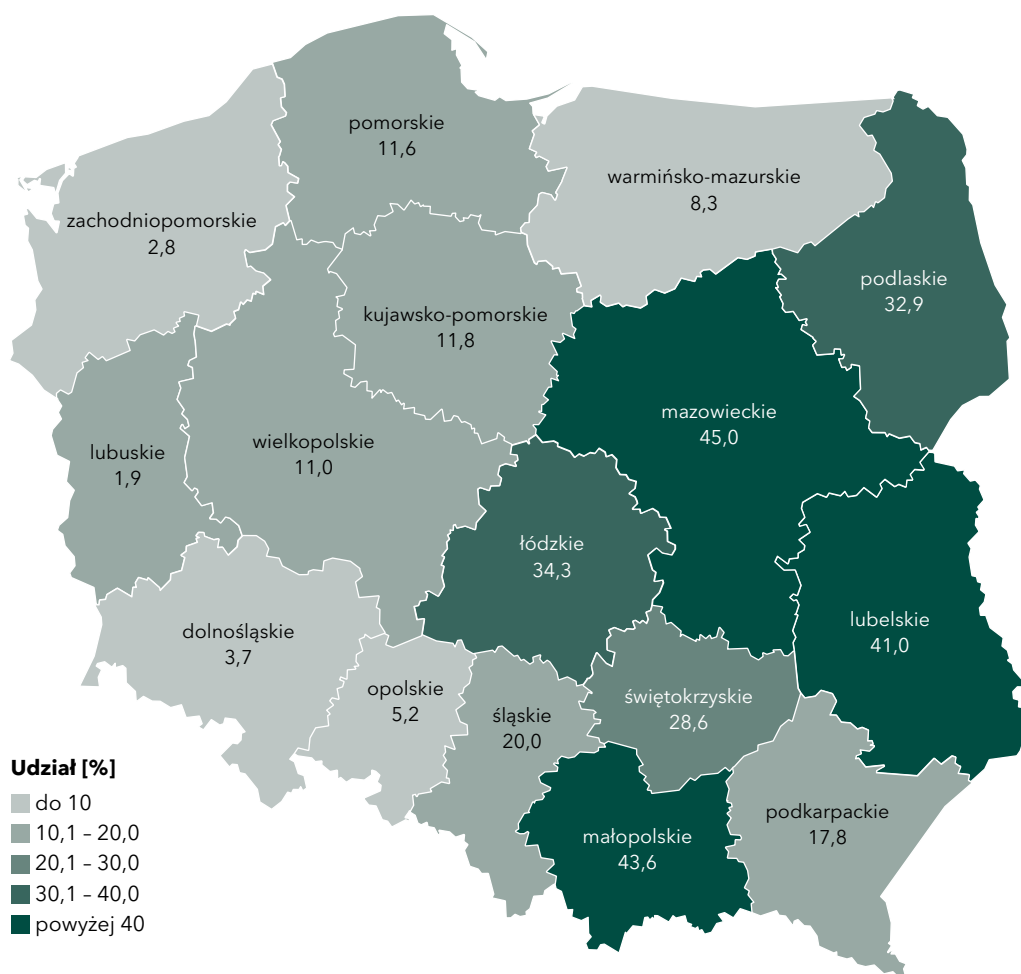 pomorskie
11,6
warmińsko-mazurskie
8,3
zachodniopomorskie
2,8
podlaskie
32,9
kujawsko-pomorskie
11,8
mazowieckie
45,0
wielkopolskie
11,0
lubuskie
1,9
łódzkie
34,3
lubelskie
41,0
dolnośląskie
3,7
opolskie
5,2
świętokrzyskie
28,6
śląskie
20,0
podkarpackie
17,8
małopolskie
43,6
Udział [%]
do 10
10,1 – 20,0
20,1 – 30,0
30,1 – 40,0
powyżej 40